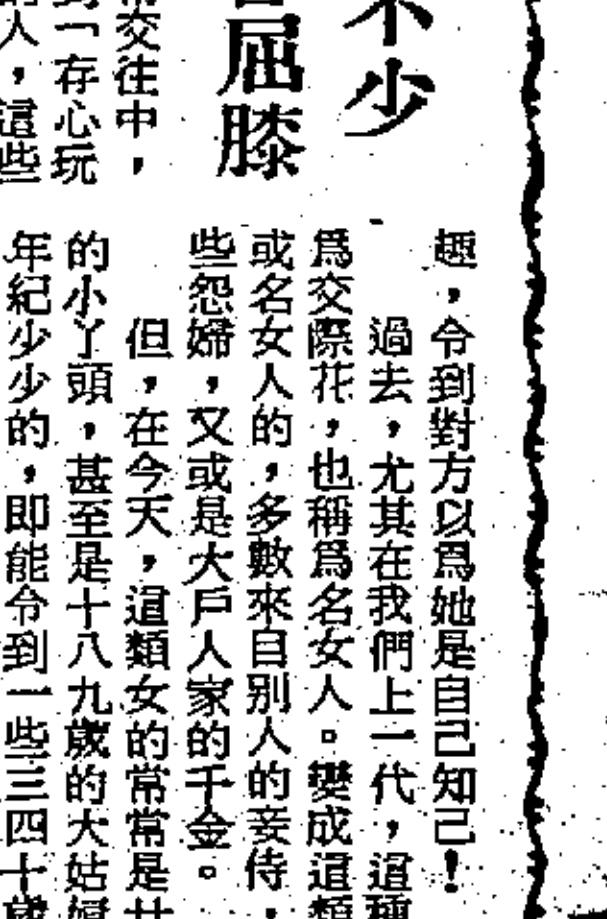 不少
屈膝
交往中，
到「存心玩
的人，這些
趣，令到對方以爲她是自己知己！
過去，尤其在我們上一代，這種
爲交際花，也稱爲名女人。變成這類
或名女人的，多數來自別人的妾侍，
些怨婦，又或是大戶人家的千金。
但，在今天，這類女的常常是廿
的小丫頭，甚至是十八九歲的大姑娘
年紀少少的，即能令到一些三四十歲